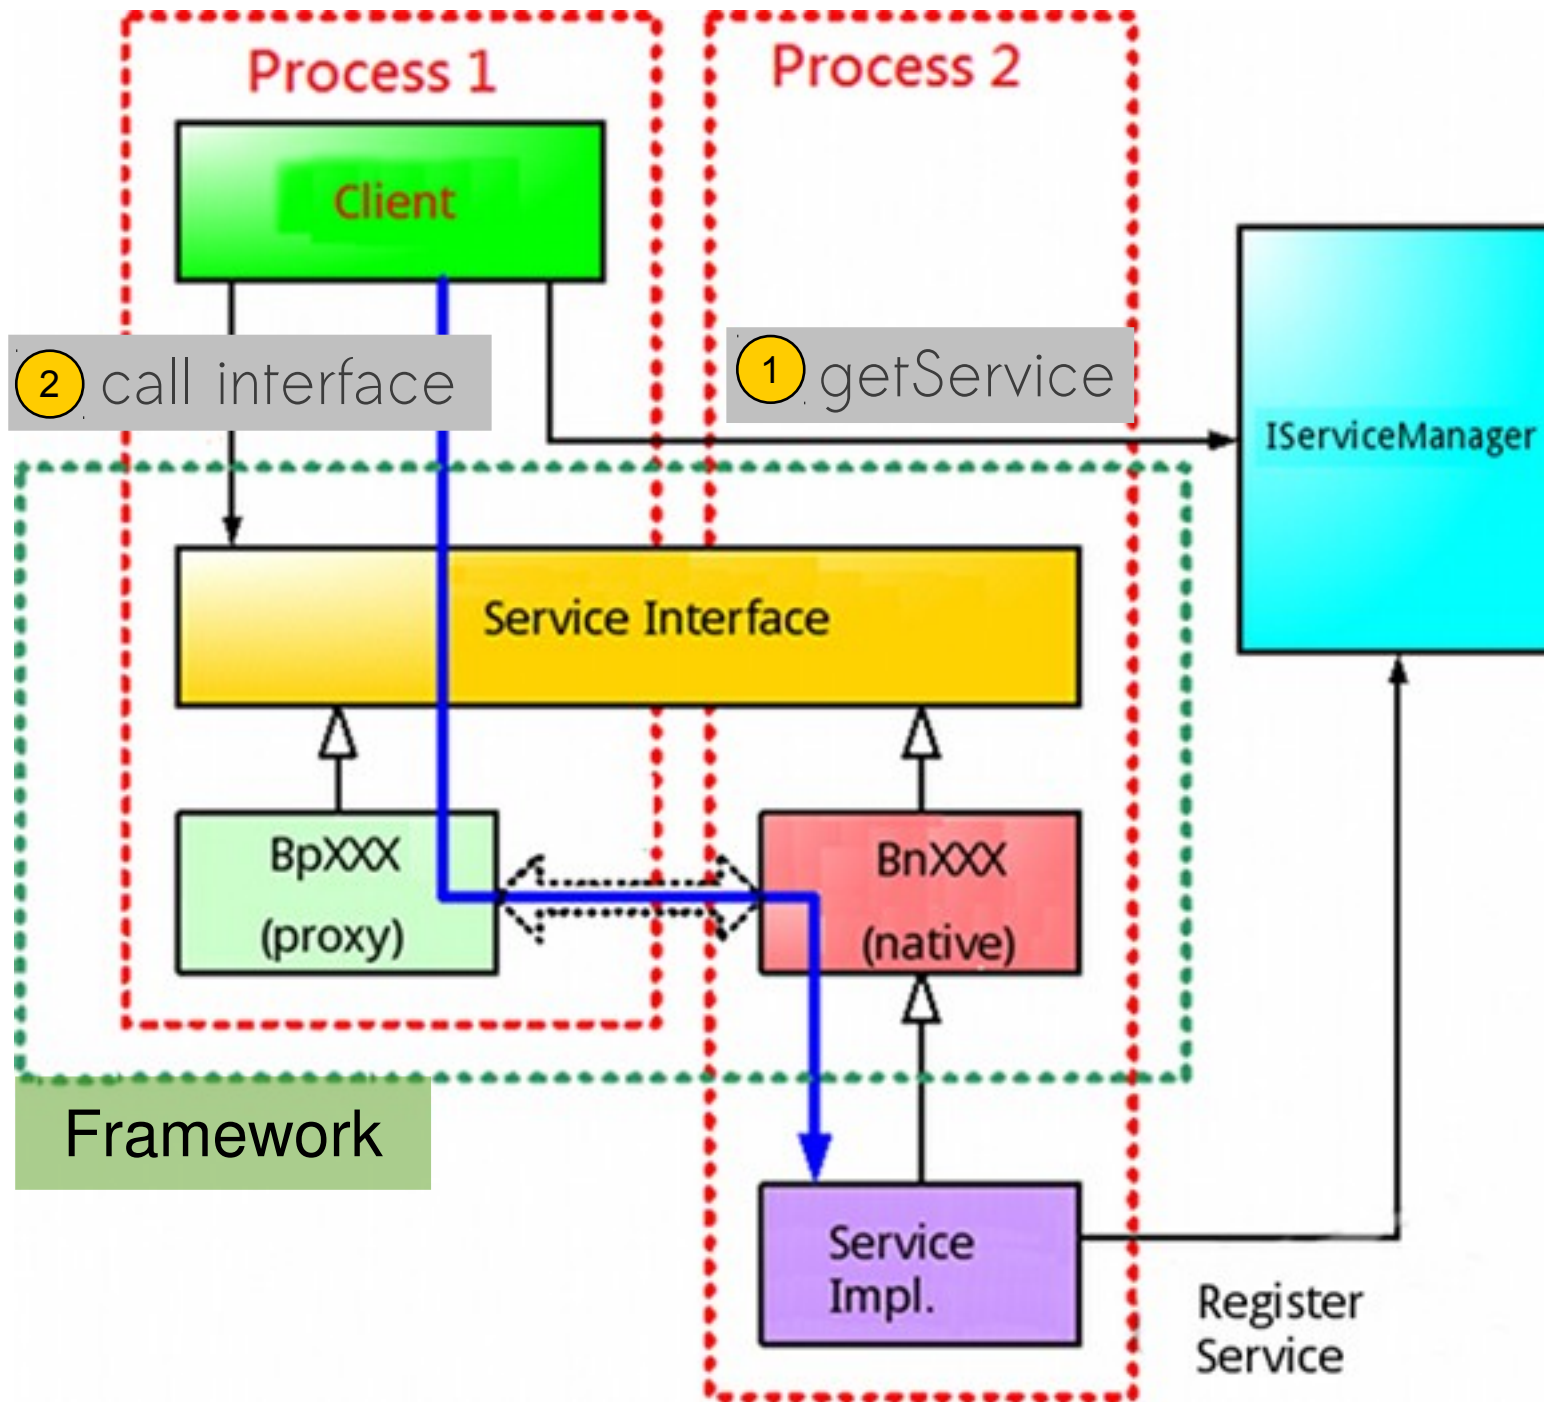 Process 1
Process 2
Client
2 call interface
1 getService
IServiceManager
Service Interface
BpXXX
(proxy)
BnXXX
(native)
Framework
Service
Impl.
Register
Service